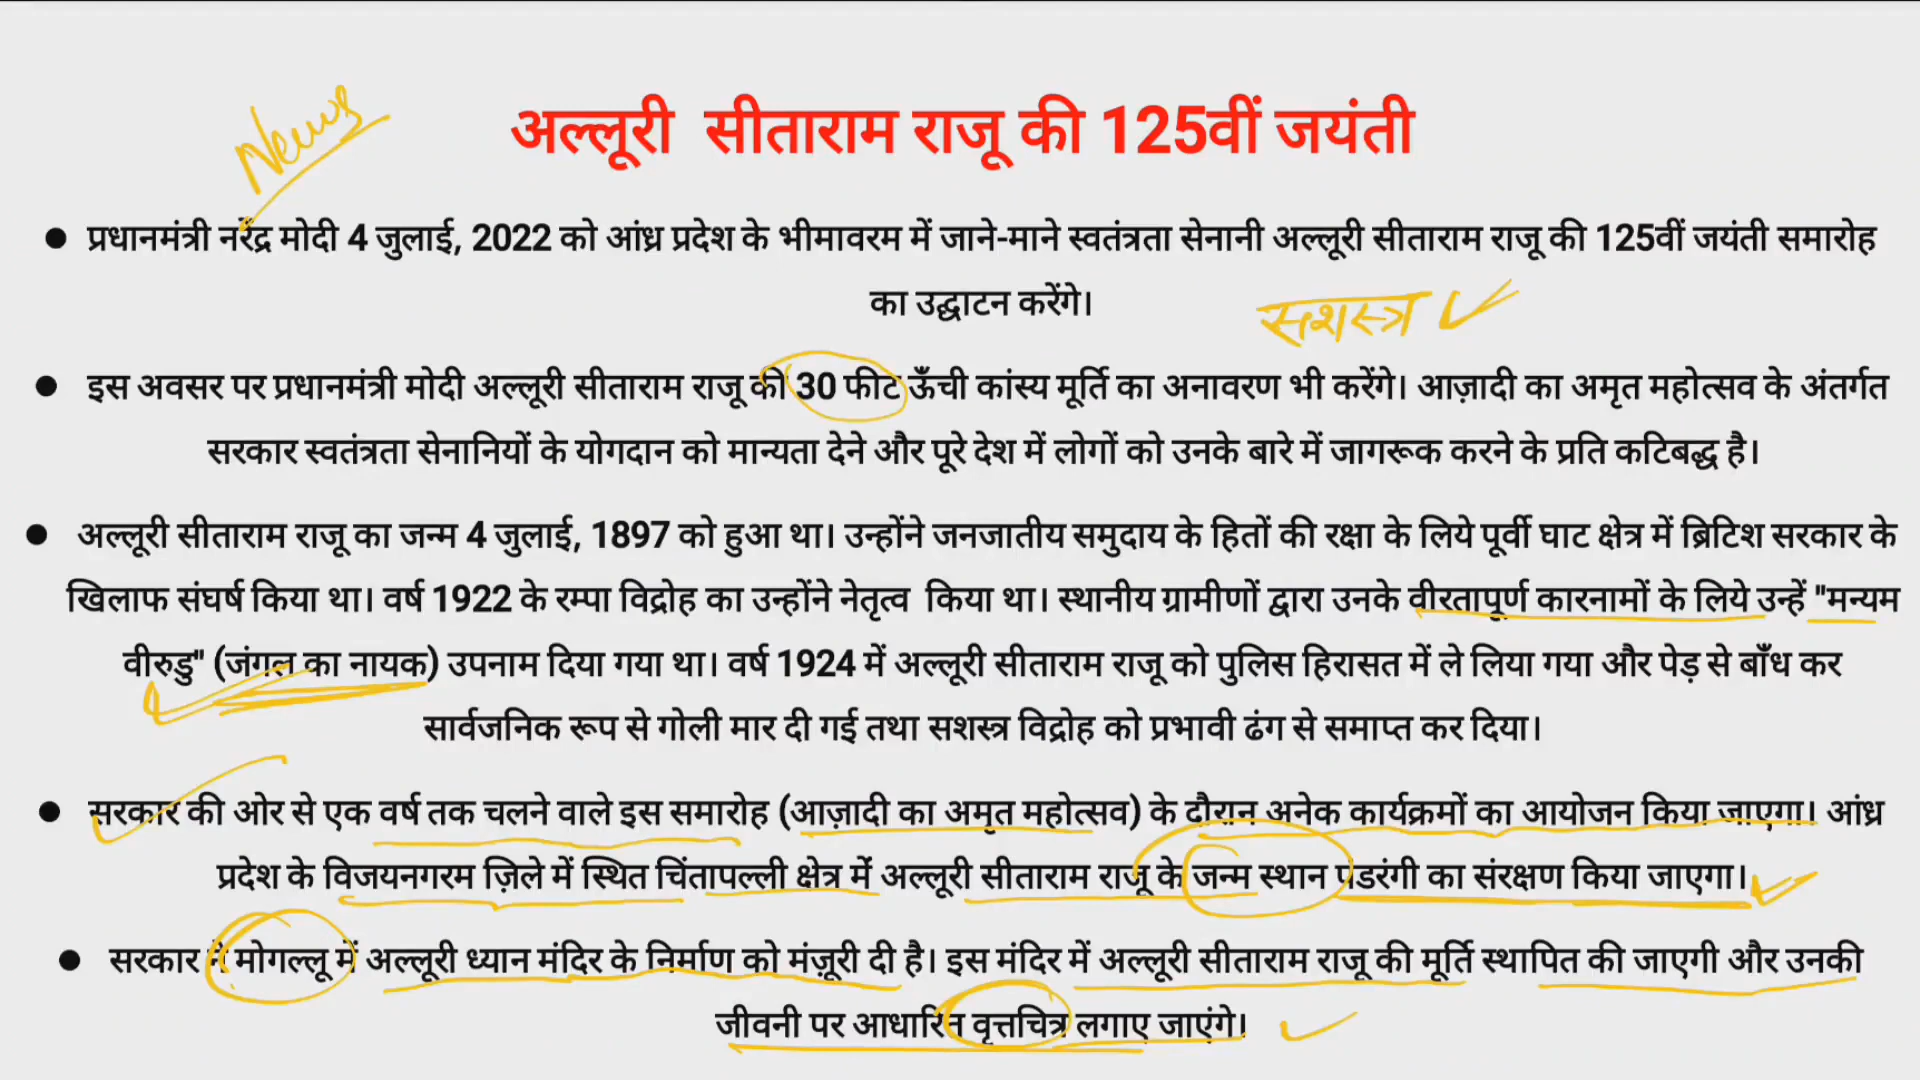 News
अल्लूरी सीताराम राजू की 125वीं जयंती
● प्रधानमंत्री नरेंद्र मोदी 4 जुलाई, 2022 को आंध्र प्रदेश के भीमावरम में जाने-माने स्वतंत्रता सेनानी अल्लूरी सीताराम राजू की 125वीं जयंती समारोह
का उद्घाटन करेंगे।
सशस्त्र
● इस अवसर पर प्रधानमंत्री मोदी अल्लूरी सीताराम राजू की 30 फीट ऊँची कांस्य मूर्ति का अनावरण भी करेंगे। आज़ादी का अमृत महोत्सव के अंतर्गत
सरकार स्वतंत्रता सेनानियों के योगदान को मान्यता देने और पूरे देश में लोगों को उनके बारे में जागरूक करने के प्रति कटिबद्ध है।
● अल्लूरी सीताराम राजू का जन्म 4 जुलाई, 1897 को हुआ था। उन्होंने जनजातीय समुदाय के हितों की रक्षा के लिये पूर्वी घाट क्षेत्र में ब्रिटिश सरकार के
खिलाफ संघर्ष किया था। वर्ष 1922 के रम्पा विद्रोह का उन्होंने नेतृत्व किया था। स्थानीय ग्रामीणों द्वारा उनके वीरतापूर्ण कारनामों के लिये उन्हें "मन्यम
वीरुडु" (जंगल का नायक) उपनाम दिया गया था। वर्ष 1924 में अल्लूरी सीताराम राजू को पुलिस हिरासत में ले लिया गया और पेड़ से बाँध कर
सार्वजनिक रूप से गोली मार दी गई तथा सशस्त्र विद्रोह को प्रभावी ढंग से समाप्त कर दिया।
● सरकार की ओर से एक वर्ष तक चलने वाले इस समारोह (आज़ादी का अमृत महोत्सव) के दौरान अनेक कार्यक्रमों का आयोजन किया जाएगा। आंध्र
प्रदेश के विजयनगरम ज़िले में स्थित चिंतापल्ली क्षेत्र में अल्लूरी सीताराम राजू के जन्म स्थान पंडरंगी का संरक्षण किया जाएगा।
● सरकार ने मोगल्लू में अल्लूरी ध्यान मंदिर के निर्माण को मंज़ूरी दी है। इस मंदिर में अल्लूरी सीताराम राजू की मूर्ति स्थापित की जाएगी और उनकी
जीवनी पर आधारित वृत्तचित्र लगाए जाएंगे।